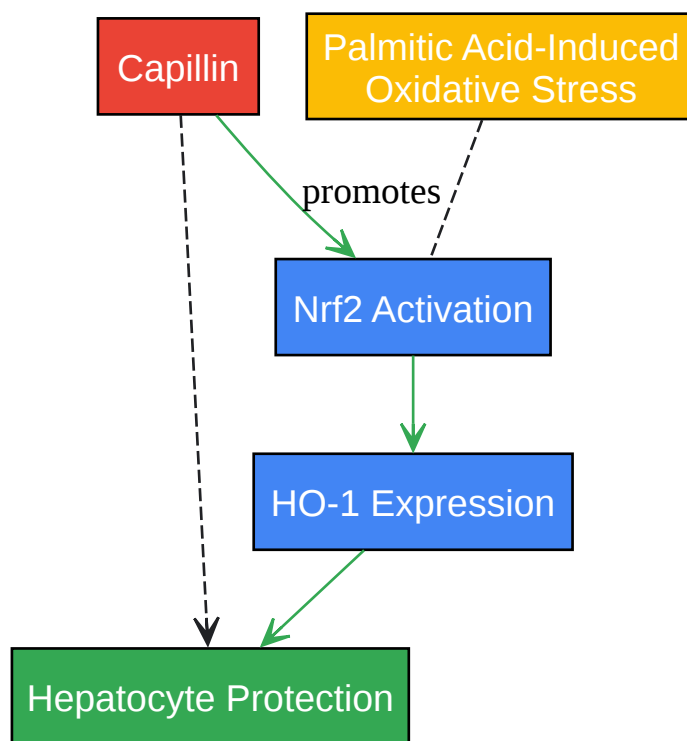 Capillin
Palmitic Acid-Induced
Oxidative Stress
promotes
Nrf2 Activation
HO-1 Expression
Hepatocyte Protection